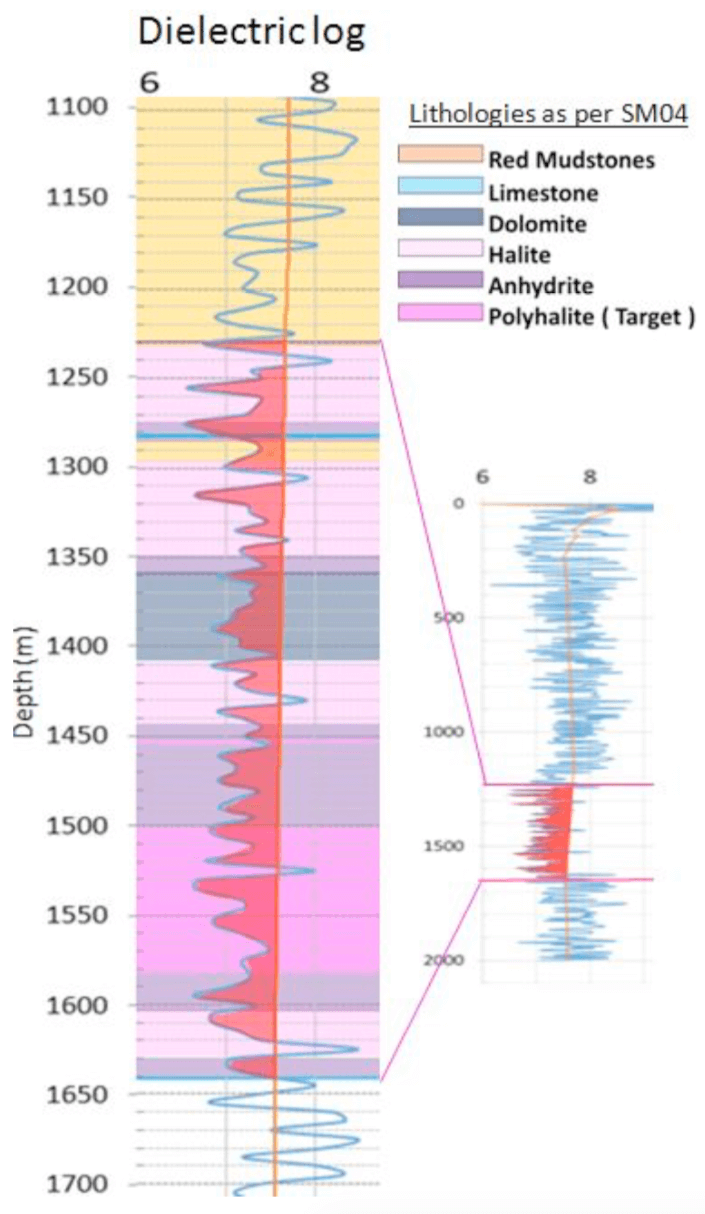 Dielectric log
6 8
Lithologies as per SM04
Red Mudstones
Limestone
Dolomite
Halite
Anhydrite
Polyhalite ( Target )
Depth (m)
1100
1150
1200
1250
1300
1350
1400
1450
1500
1550
1600
1650
1700
6 8
0
500
1000
1500
2000